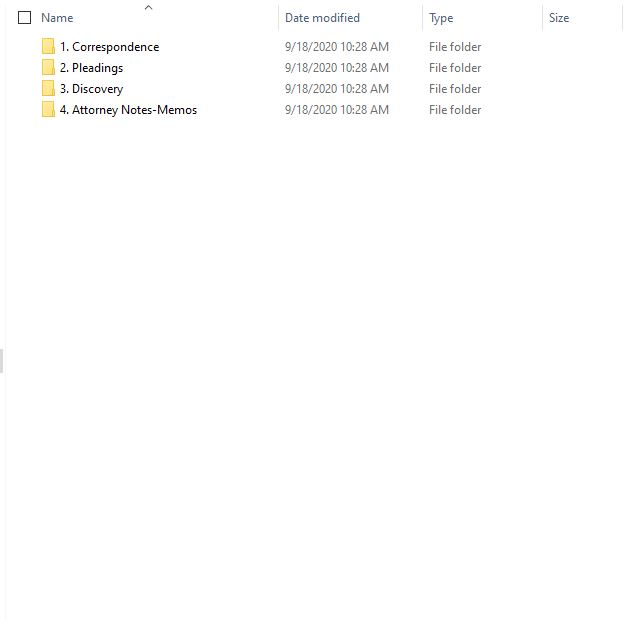 Name Date modified Type Size
1. Correspondence 9/18/2020 10:28 AM File folder
2. Pleadings 9/18/2020 10:28 AM File folder
3. Discovery 9/18/2020 10:28 AM File folder
4. Attorney Notes-Memos 9/18/2020 10:28 AM File folder